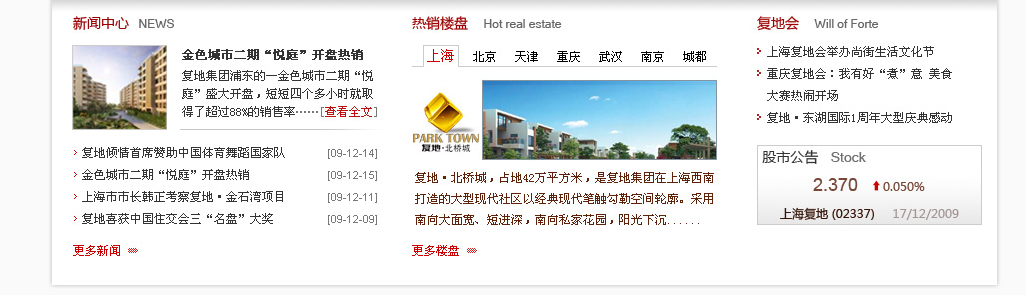 新闻中心 NEWS
金色城市二期“悦庭”开盘热销
复地集团浦东的一金色城市二期“悦
庭”盛大开盘，短短四个多小时就取
得了超过88%的销售率……[查看全文]
复地倾情首席赞助中国体育舞蹈国家队 [09-12-14]
金色城市二期“悦庭”开盘热销 [09-12-15]
上海市市长韩正考察复地·金石湾项目 [09-12-11]
复地喜获中国住交会三“名盘”大奖 [09-12-09]
更多新闻
热销楼盘 Hot real estate
上海 北京 天津 重庆 武汉 南京 城都
PARK TOWN
复地·北桥城
复地·北桥城，占地42万平方米，是复地集团在上海西南
打造的大型现代社区以经典现代笔触勾勒空间轮廓。采用
南向大面宽、短进深，南向私家花园，阳光下沉......
更多楼盘
复地会 Will of Forte
上海复地会举办尚街生活文化节
重庆复地会：我有好“煮”意 美食
大赛热闹开场
复地·东湖国际1周年大型庆典感动
股市公告 Stock
2.370 0.050%
上海复地 (02337) 17/12/2009